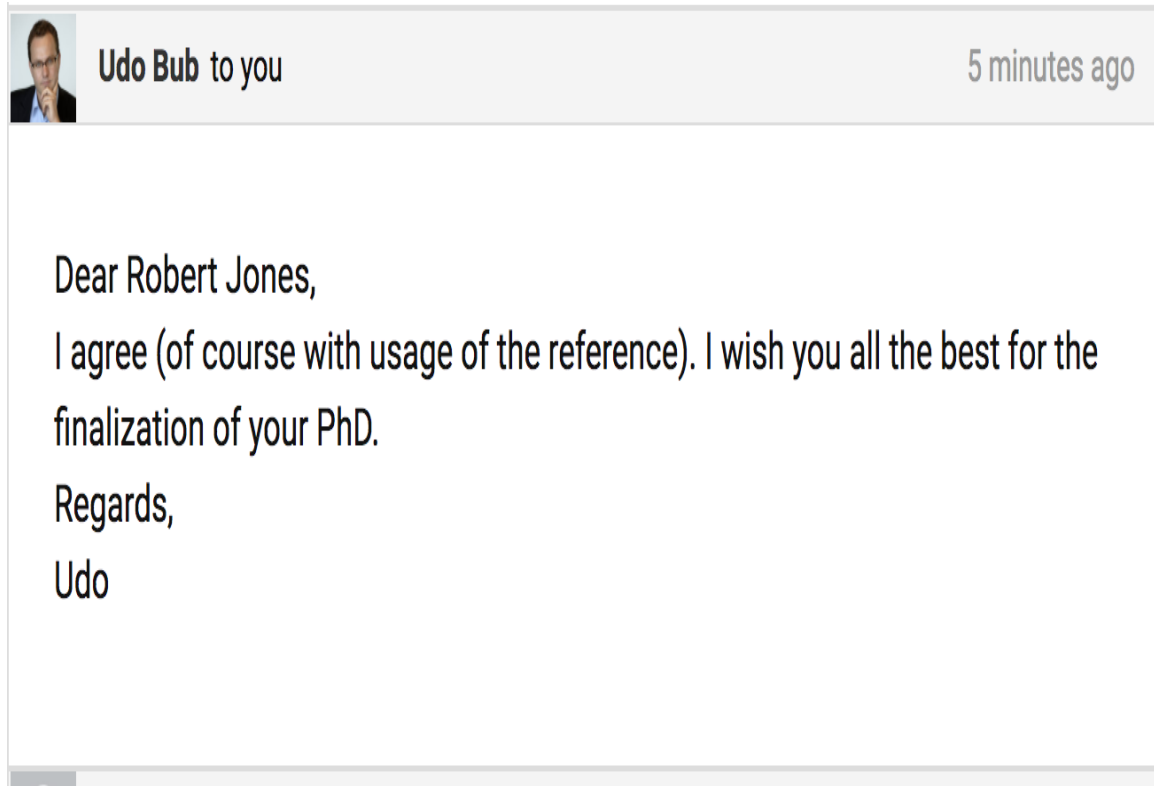 Udo Bub to you 5 minutes ago
Dear Robert Jones,
I agree (of course with usage of the reference). I wish you all the best for the
finalization of your PhD.
Regards,
Udo